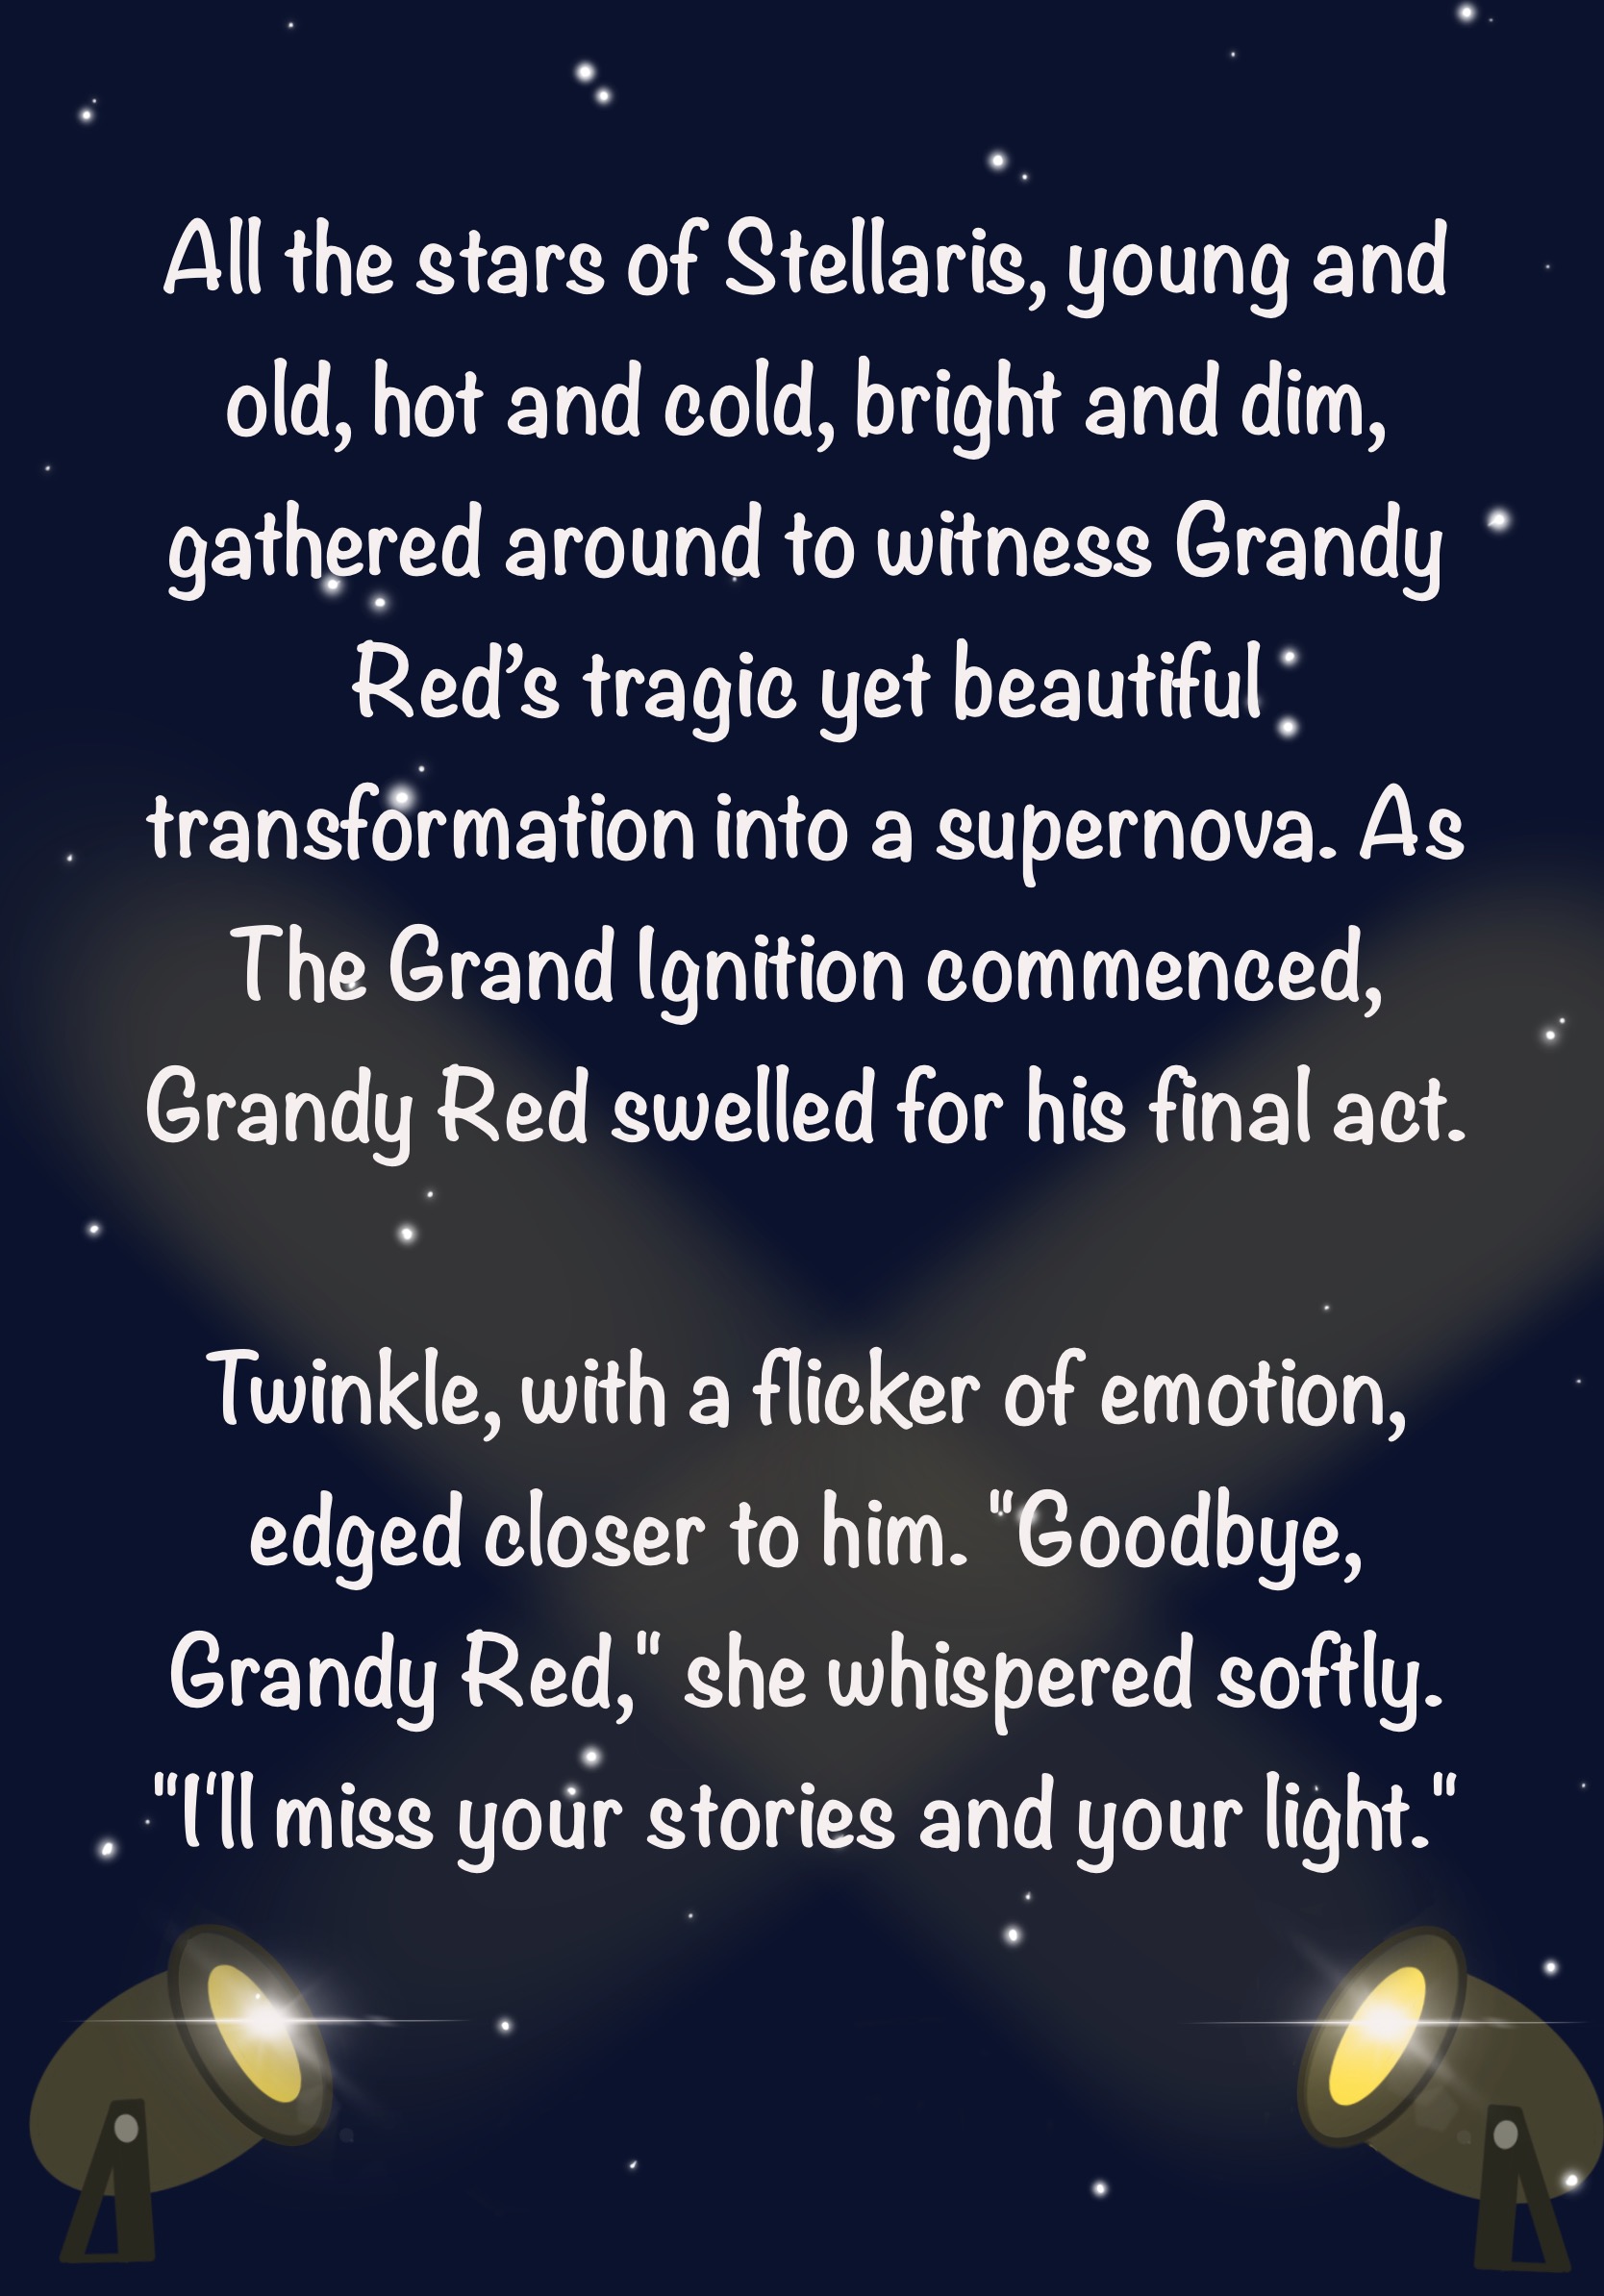 All the stars of Stellaris, young and
old, hot and cold, bright and dim,
gathered around to witness Grandy
Red’s tragic yet beautiful
transformation into a supernova. As
The Grand Ignition commenced,
Grandy Red swelled for his final act.
Twinkle, with a flicker of emotion,
edged closer to him. "Goodbye,
Grandy Red," she whispered softly.
"I'll miss your stories and your light."